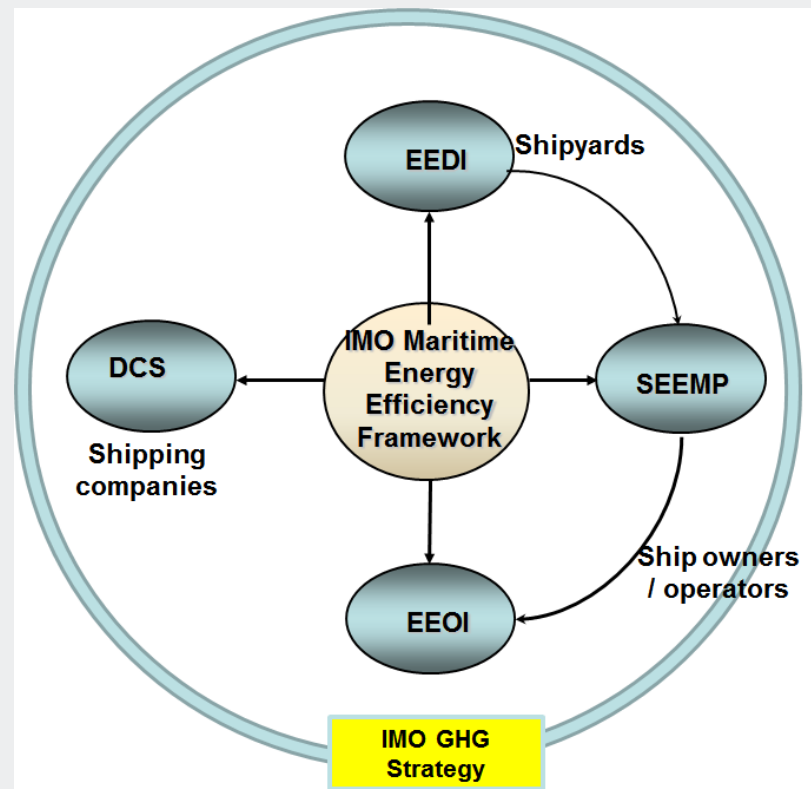 EEDI
Shipyards
IMO Maritime
Energy
Efficiency
Framework
DCS
SEEMP
Shipping
companies
Ship owners
/ operators
EEOI
IMO GHG
Strategy